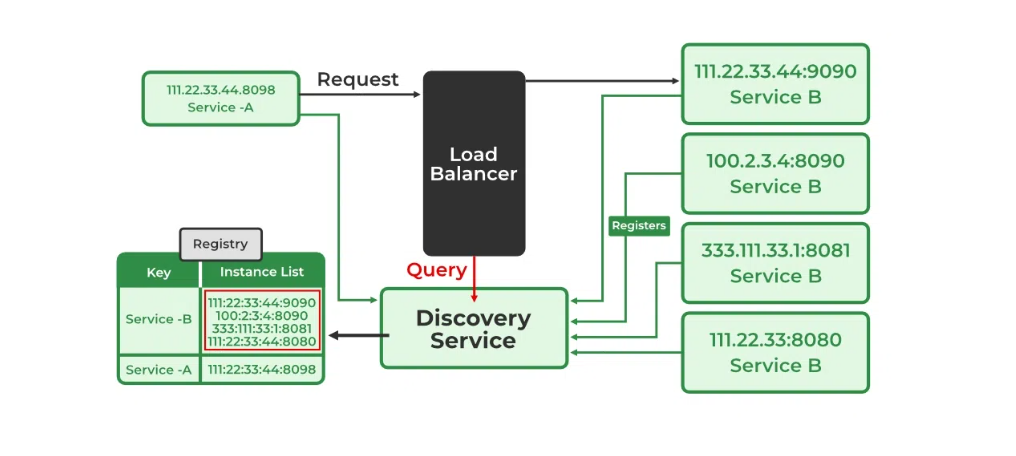 111.22.33.44.8098
Service -A
Request
Load
Balancer
111.22.33.44:9090
Service B
100.2.3.4:8090
Service B
Registers
333.111.33.1:8081
Service B
111.22.33:8080
Service B
Query
Discovery
Service
Registry
Key Instance List
Service -B
111:22:33:44:9090
100:2:3:4:8090
333:111:33:1:8081
111:22:33:44:8080
Service -A 111:22:33:44:8098